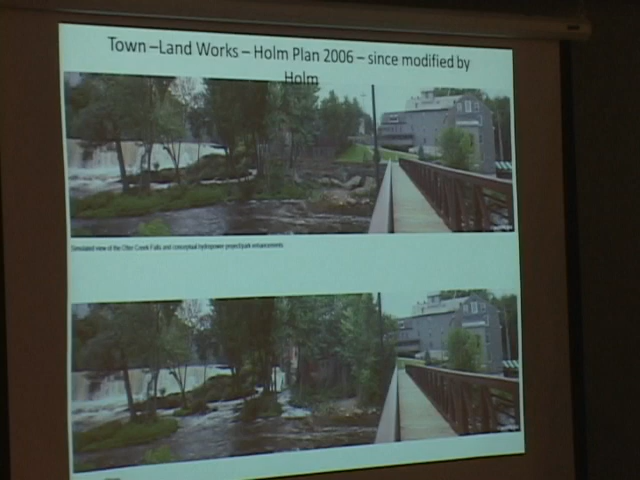 Town –Land Works – Holm Plan 2006 – since modified by
Holm
Simulated view of the Otter Creek Falls and conceptual hydropower project/park enhancements